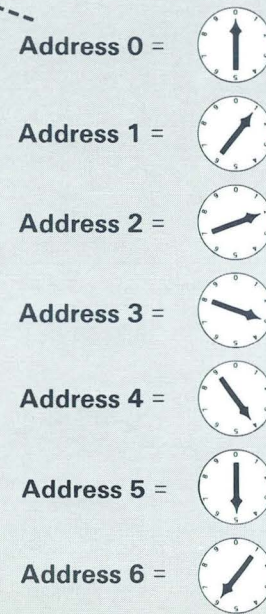 Address 0 =
Address 1 =
Address 2 =
Address 3 =
Address 4 =
Address 5 =
Address 6 =